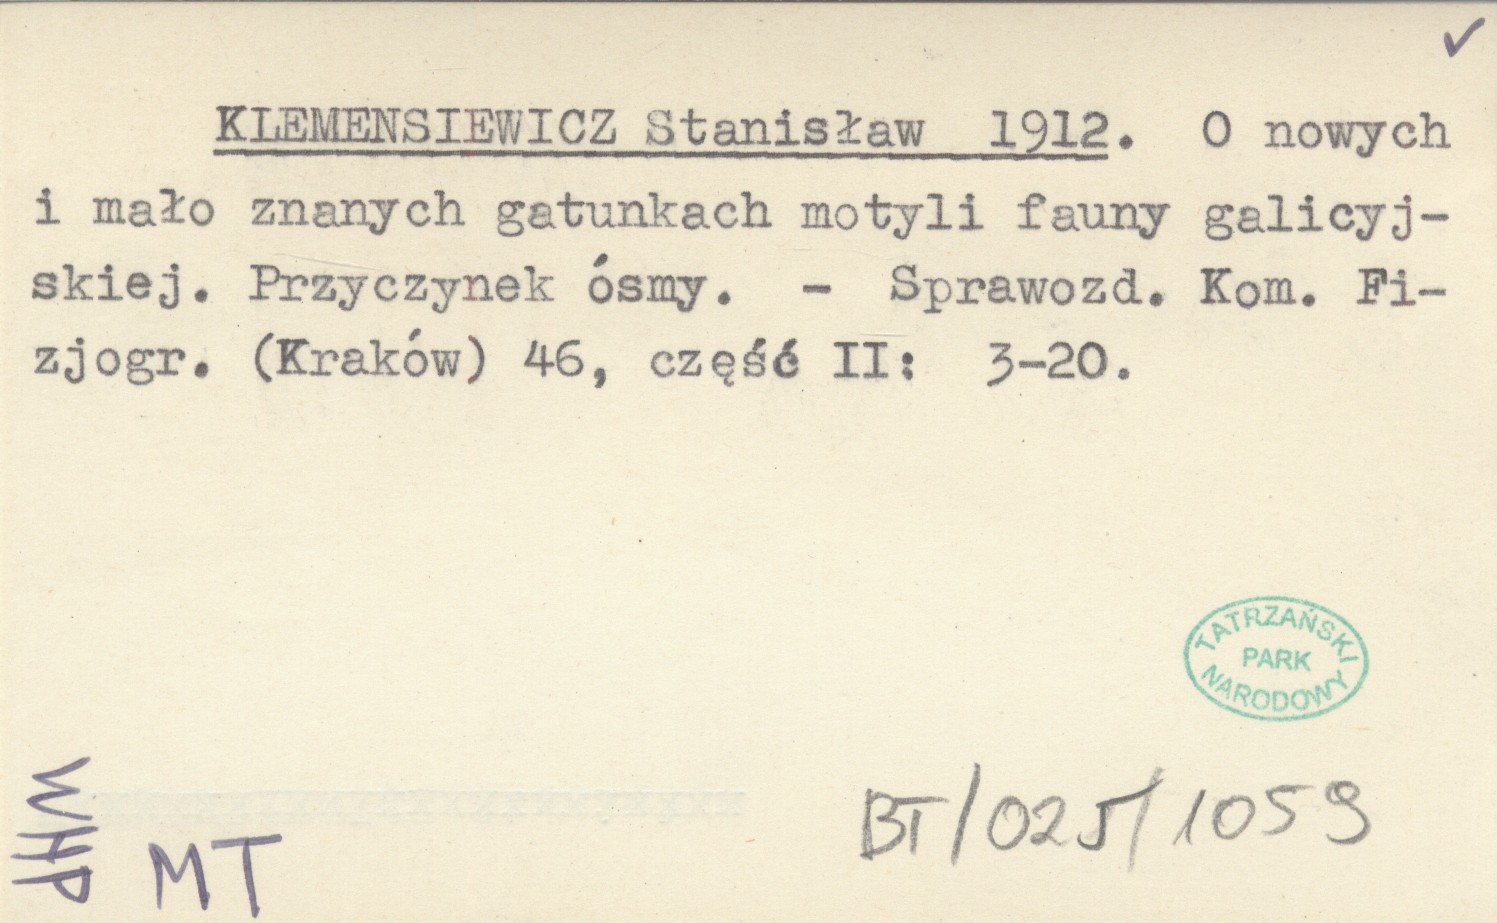 KLEMENSIEWICZ Stanisław 1912. O nowych
i mało znanych gatunkach motyli fauny galicyj-
skiej. Przyczynek ósmy. - Sprawozd. Kom. Fi-
zjogr. (Kraków) 46, część II: 3-20.
TATRZAŃSKI
PARK
NARODOWY
BT/025/1059
WHP
MT